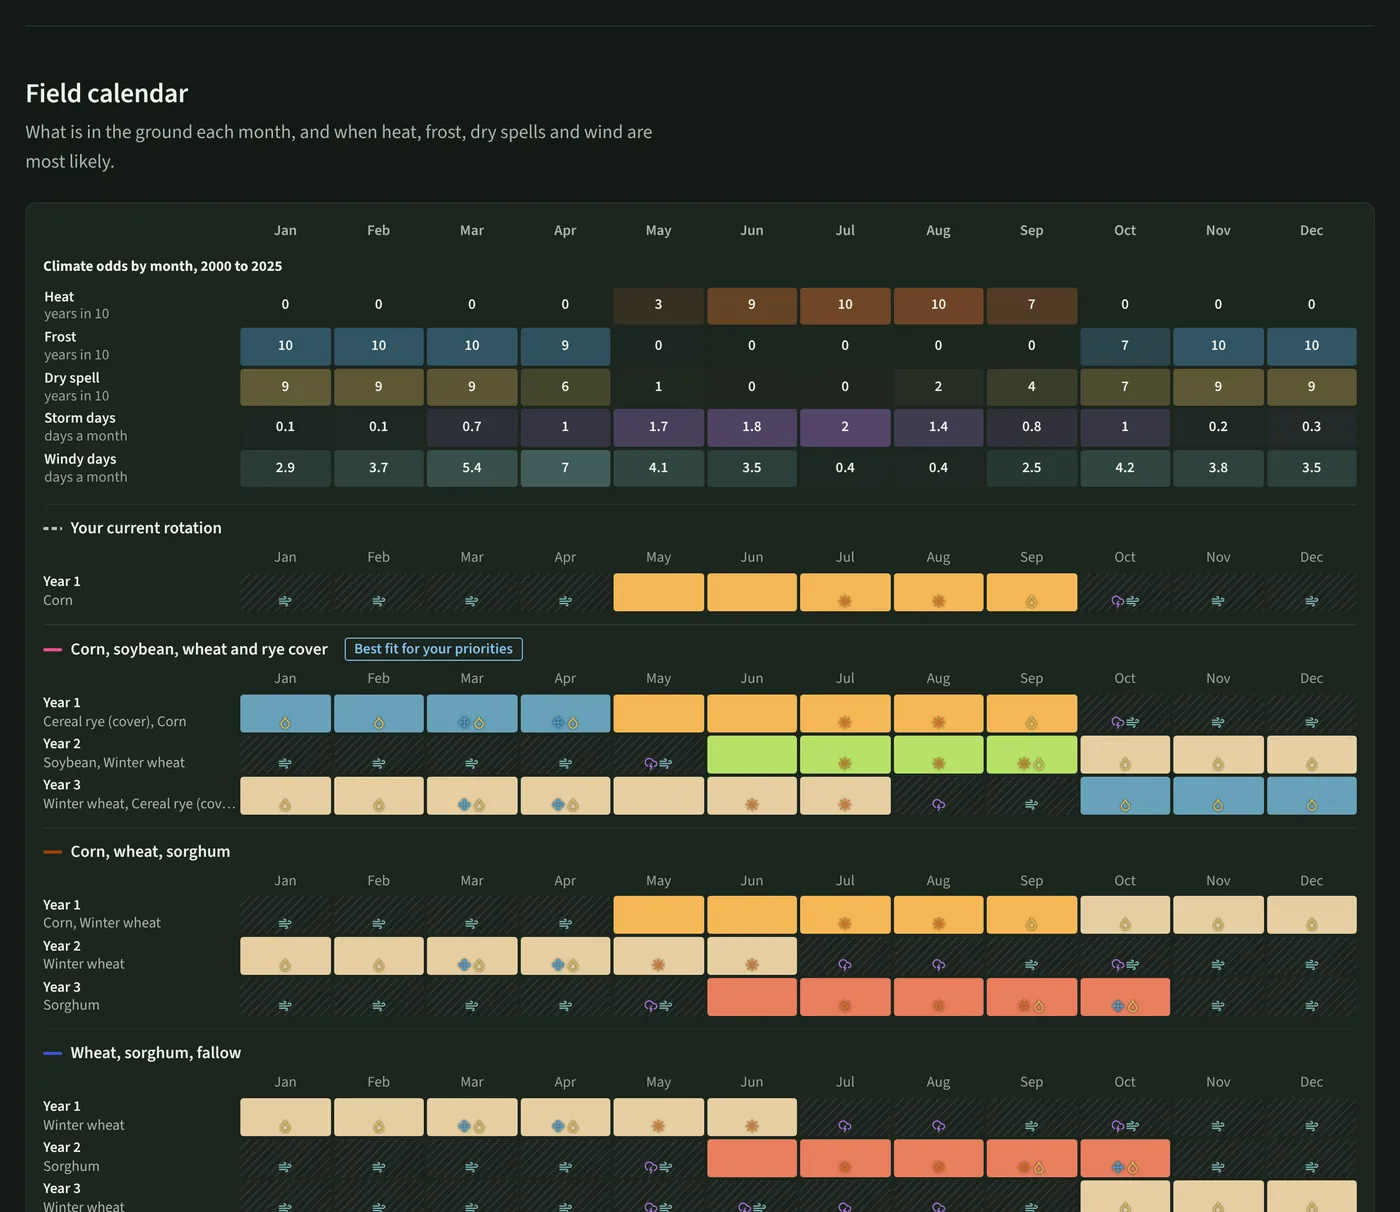 Field calendar
What is in the ground each month, and when heat, frost, dry spells and wind are
most likely.
Jan Feb Mar Apr May Jun Jul Aug Sep Oct Nov Dec
Climate odds by month, 2000 to 2025
Heat
years in 10
0 0 0 0 3 9 10 10 7 0 0 0
Frost
years in 10
10 10 10 9 0 0 0 0 0 7 10 10
Dry spell
years in 10
9 9 9 6 1 0 0 2 4 7 9 9
Storm days
days a month
0.1 0.1 0.7 1 1.7 1.8 2 1.4 0.8 1 0.2 0.3
Windy days
days a month
2.9 3.7 5.4 7 4.1 3.5 0.4 0.4 2.5 4.2 3.8 3.5
Your current rotation
Jan Feb Mar Apr May Jun Jul Aug Sep Oct Nov Dec
Year 1
Corn
Corn, soybean, wheat and rye cover Best fit for your priorities
Jan Feb Mar Apr May Jun Jul Aug Sep Oct Nov Dec
Year 1
Cereal rye (cover), Corn
Year 2
Soybean, Winter wheat
Year 3
Winter wheat, Cereal rye (cov…
Corn, wheat, sorghum
Jan Feb Mar Apr May Jun Jul Aug Sep Oct Nov Dec
Year 1
Corn, Winter wheat
Year 2
Winter wheat
Year 3
Sorghum
Wheat, sorghum, fallow
Jan Feb Mar Apr May Jun Jul Aug Sep Oct Nov Dec
Year 1
Winter wheat
Year 2
Sorghum
Year 3
Winter wheat